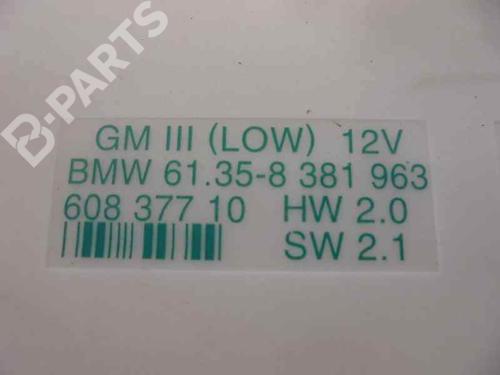 B-PARTS
GM III (LOW) 12V
BMW 61.35-8 381 963
608 377 10 HW 2.0
SW 2.1